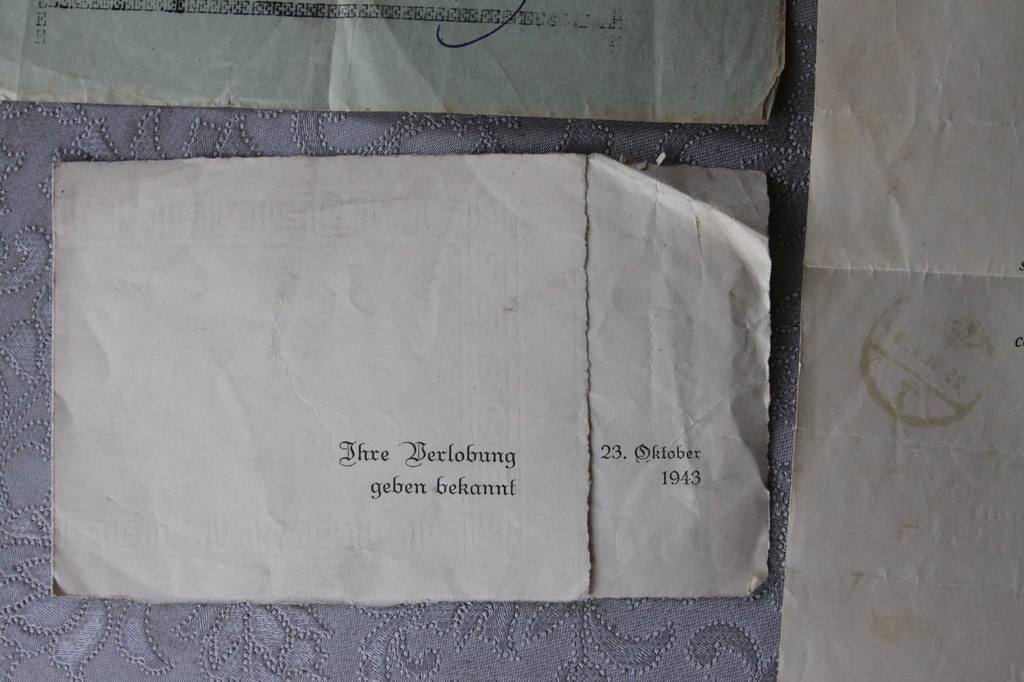 Ihre Verlobung
geben bekannt
23. Oktober
1943